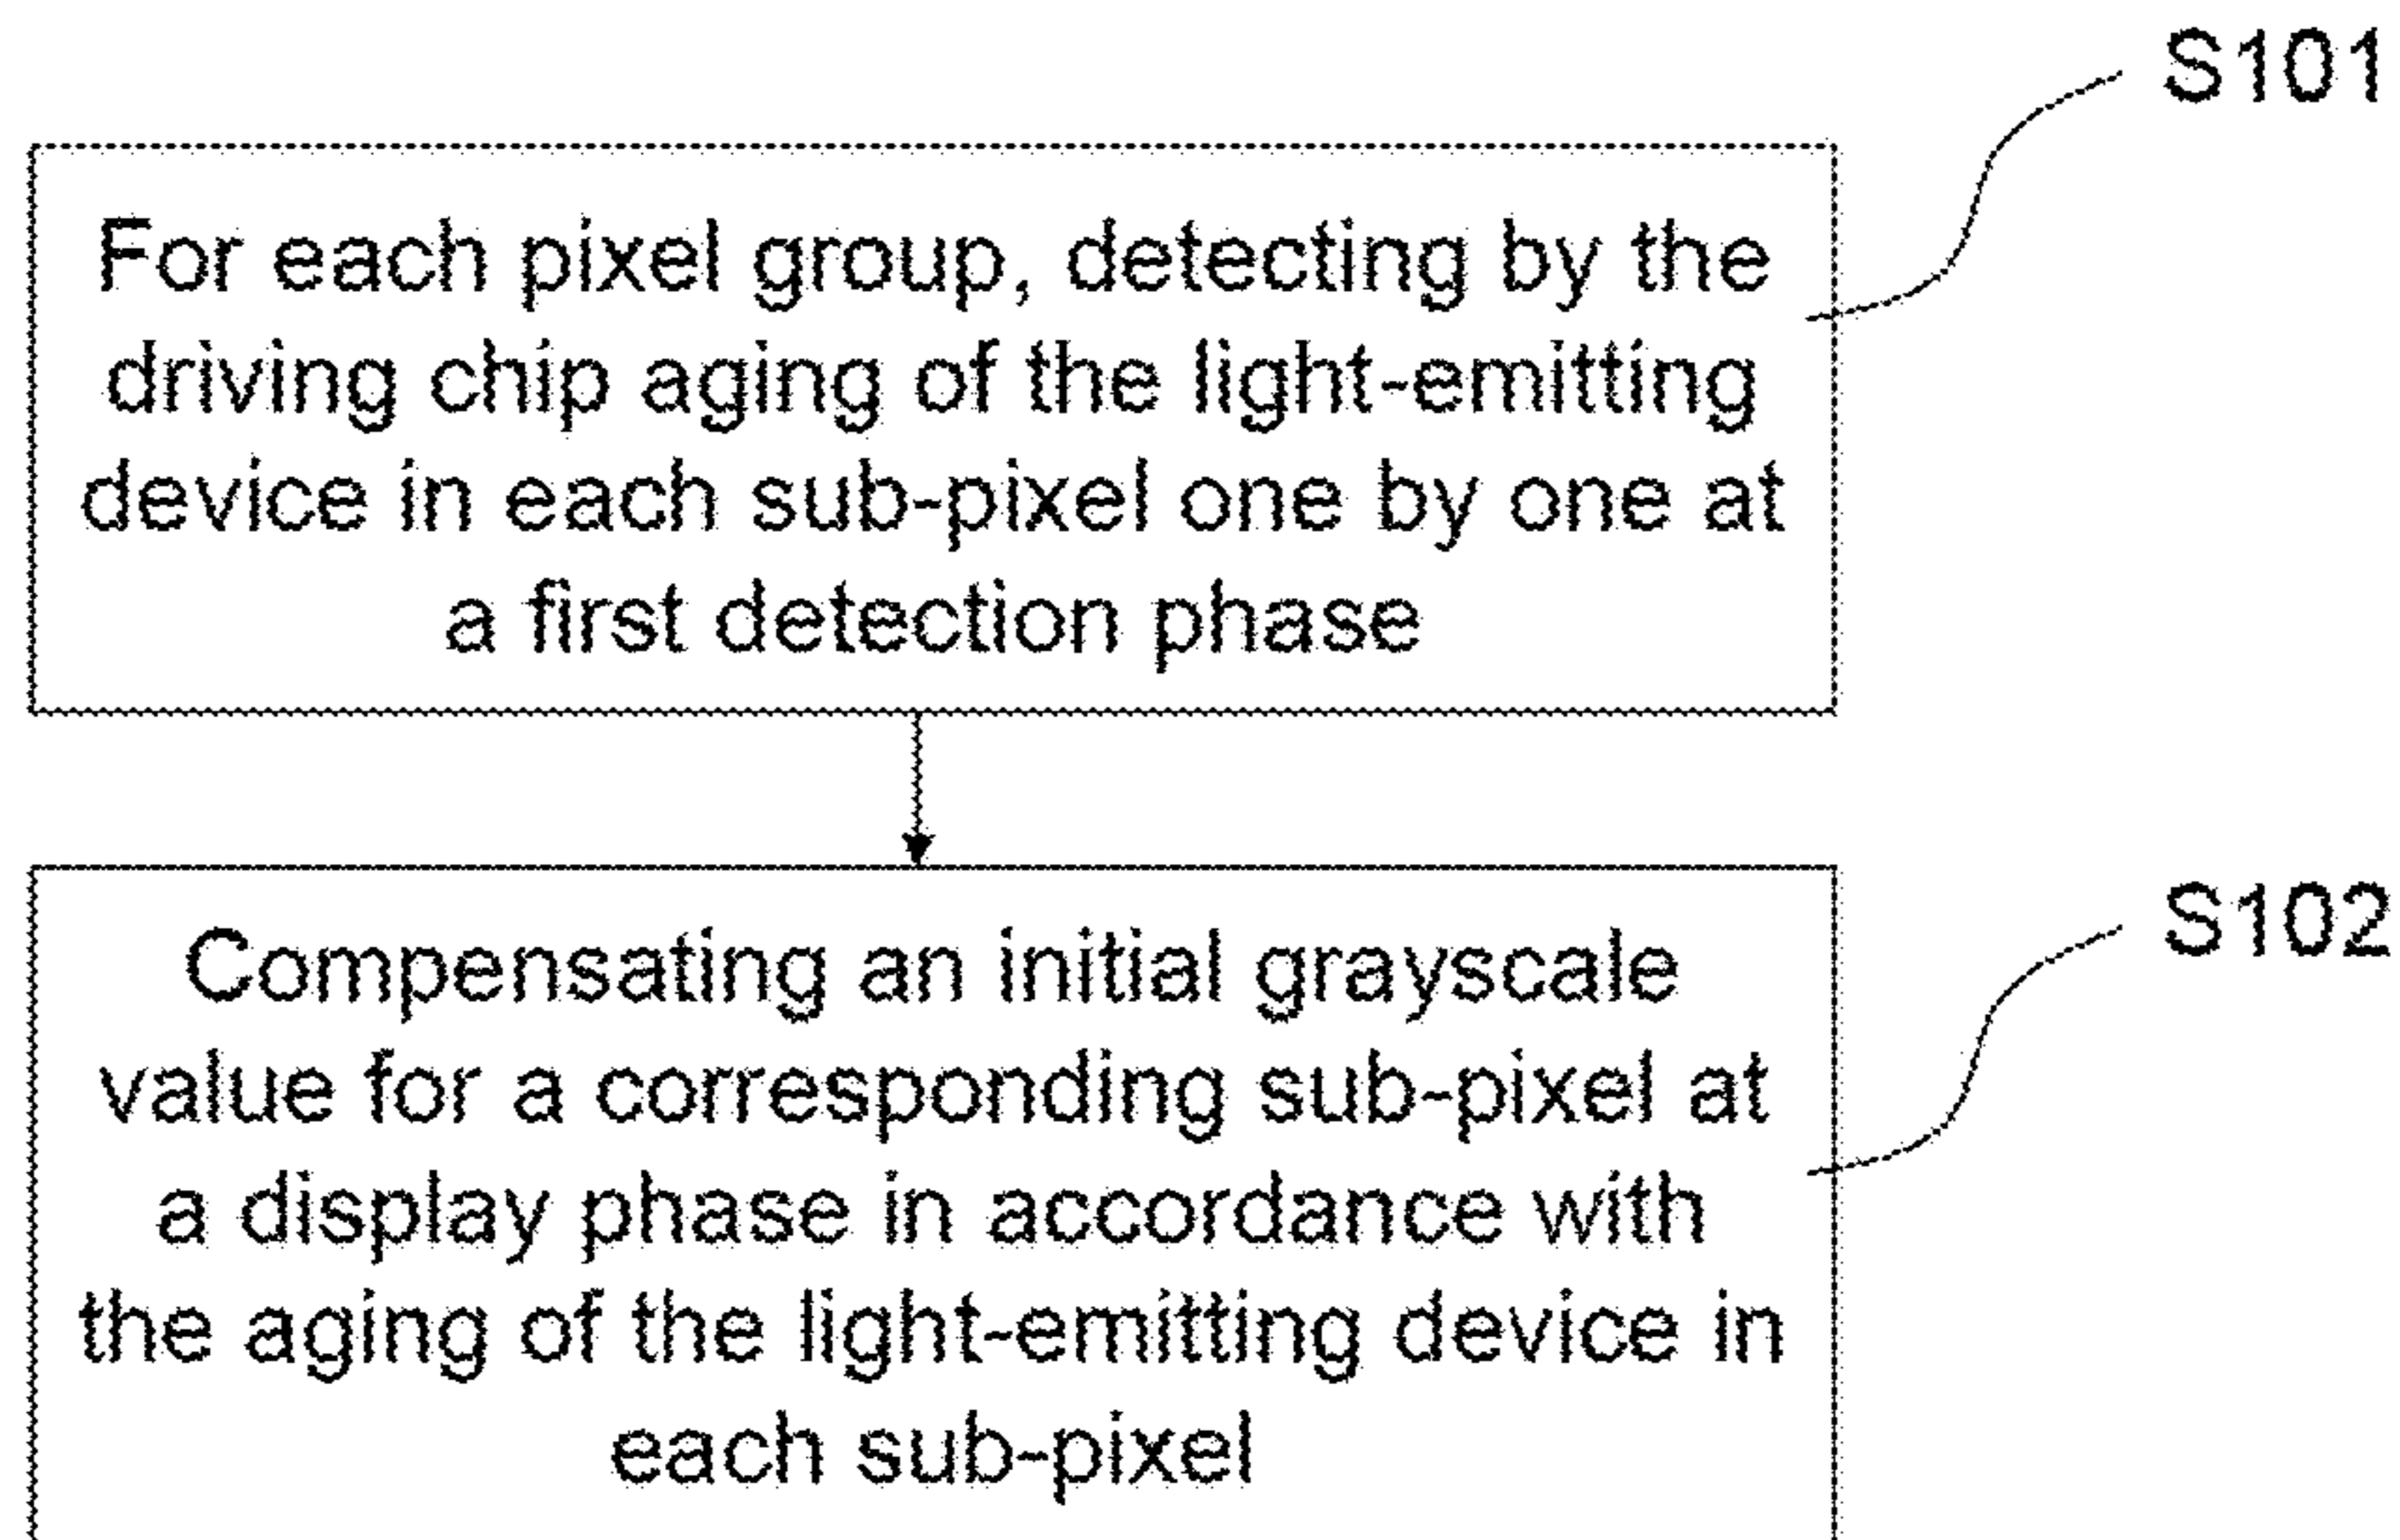 S101
For each pixel group, detecting by the
driving chip aging of the light-emitting
device in each sub-pixel one by one at
a first detection phase
S102
Compensating an initial grayscale
value for a corresponding sub-pixel at
a display phase in accordance with
the aging of the light-emitting device in
each sub-pixel